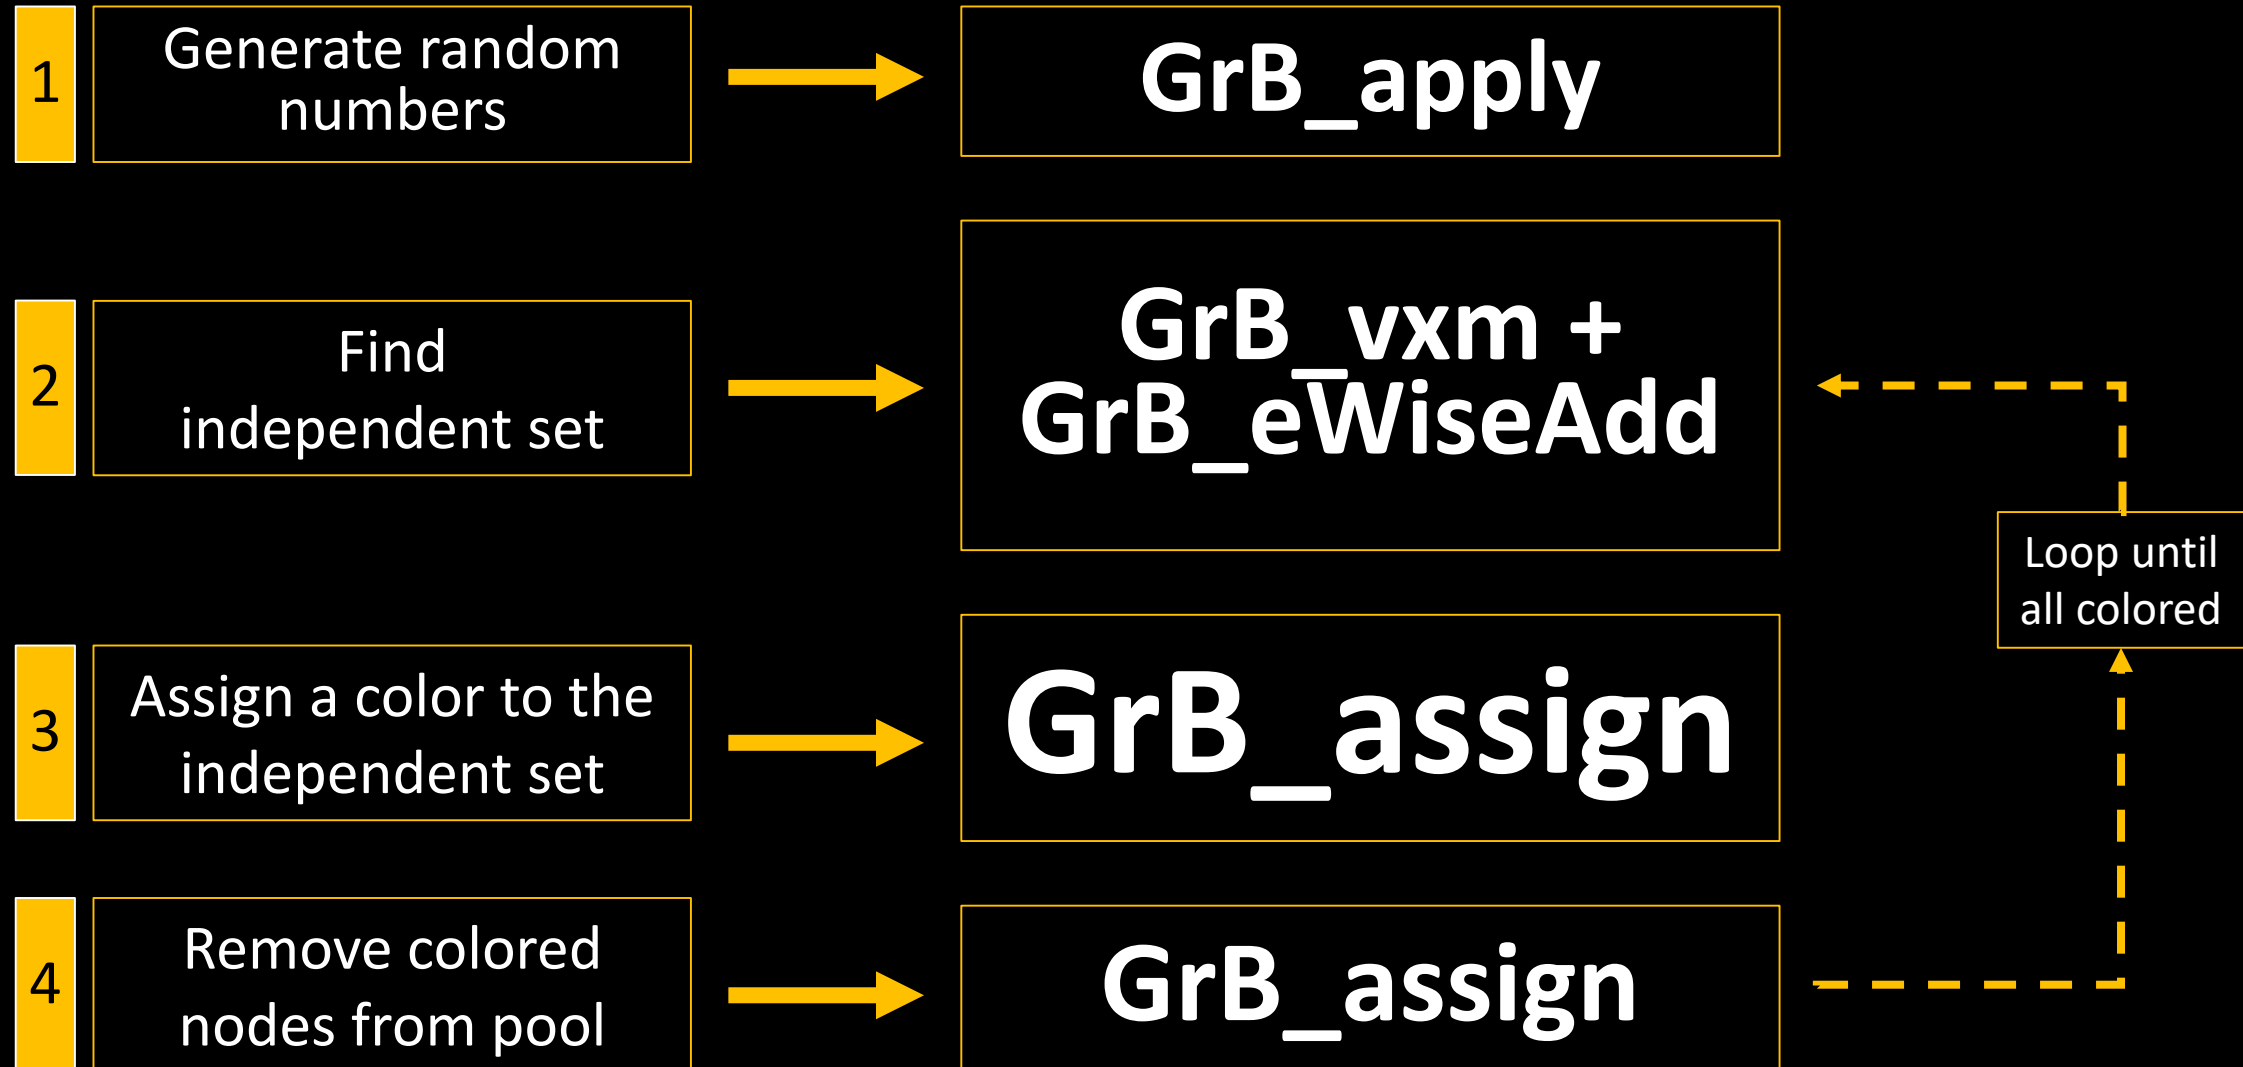 1
Generate random
numbers
GrB_apply
2
Find
independent set
GrB_vxm +
GrB_eWiseAdd
Loop until
all colored
3
Assign a color to the
independent set
GrB_assign
4
Remove colored
nodes from pool
GrB_assign